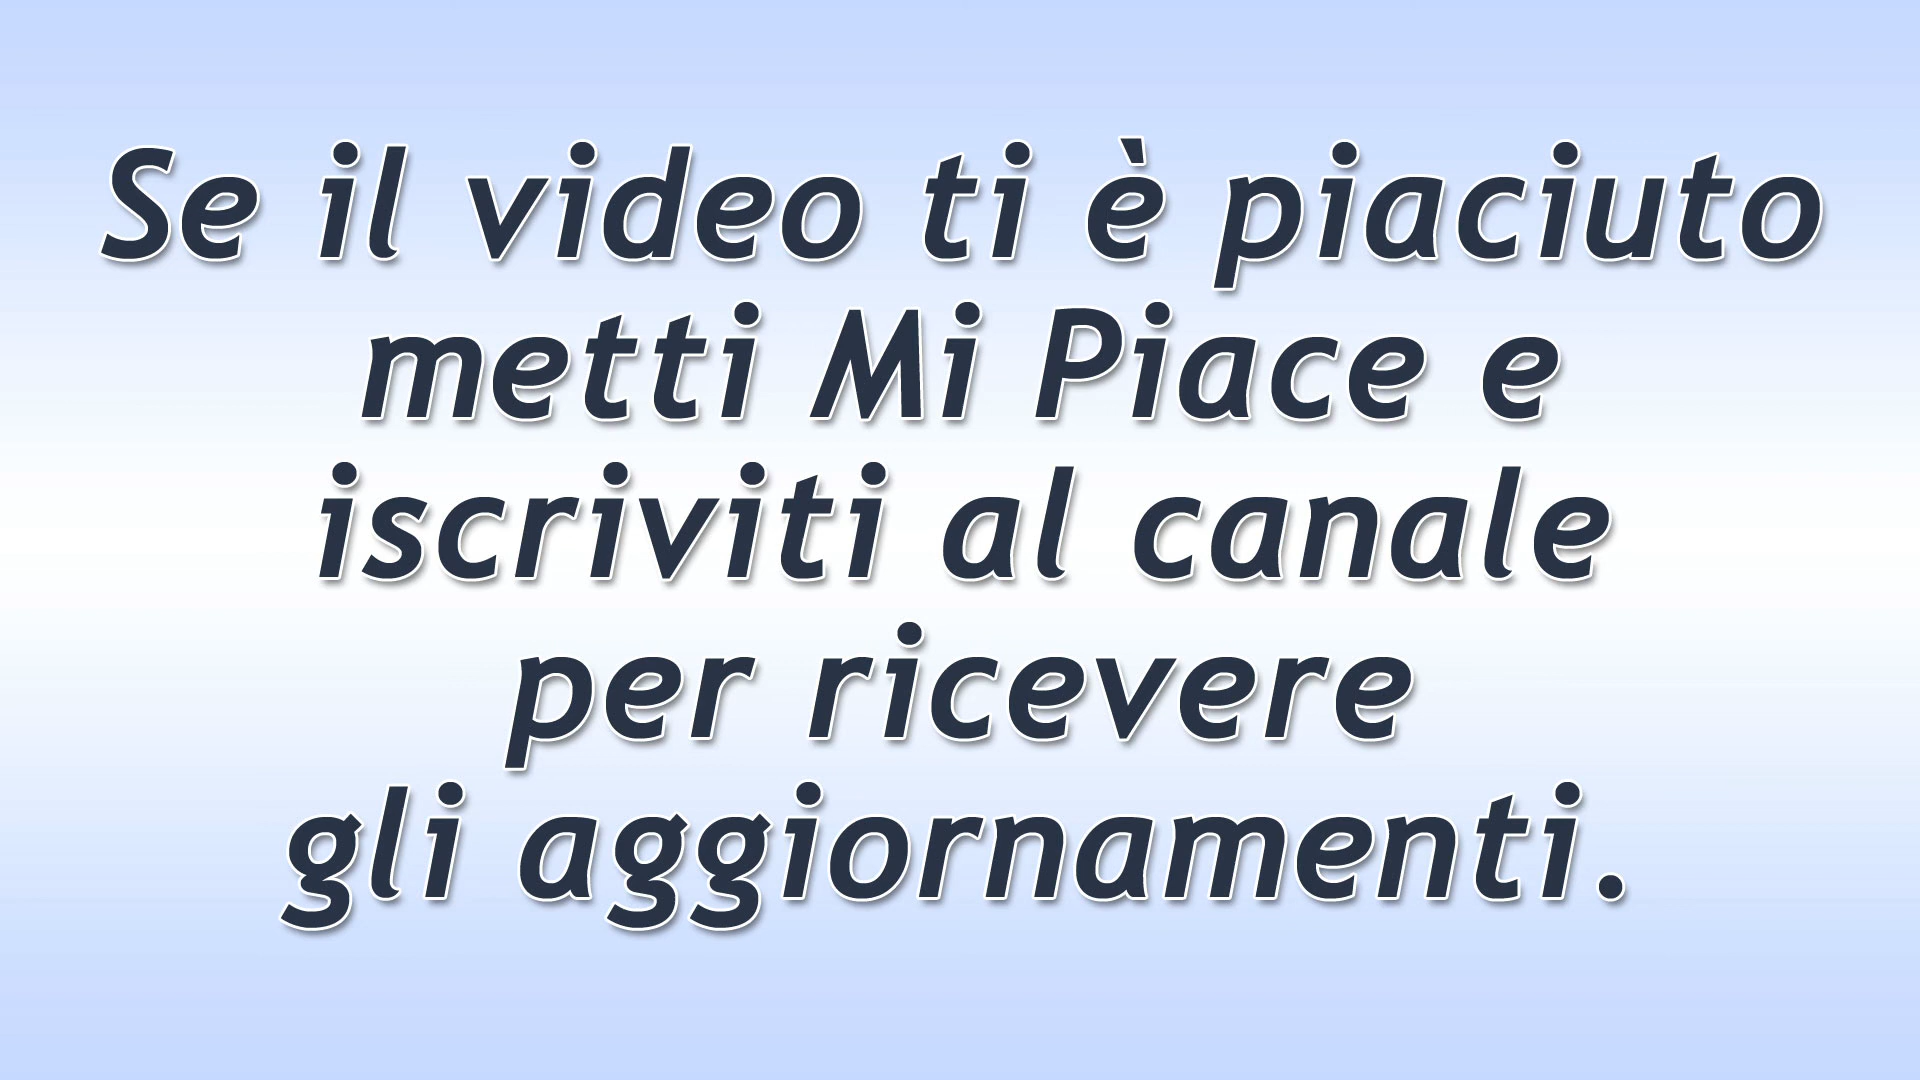 Se il video ti è piaciuto
metti Mi Piace e
iscriviti al canale
per ricevere
gli aggiornamenti.